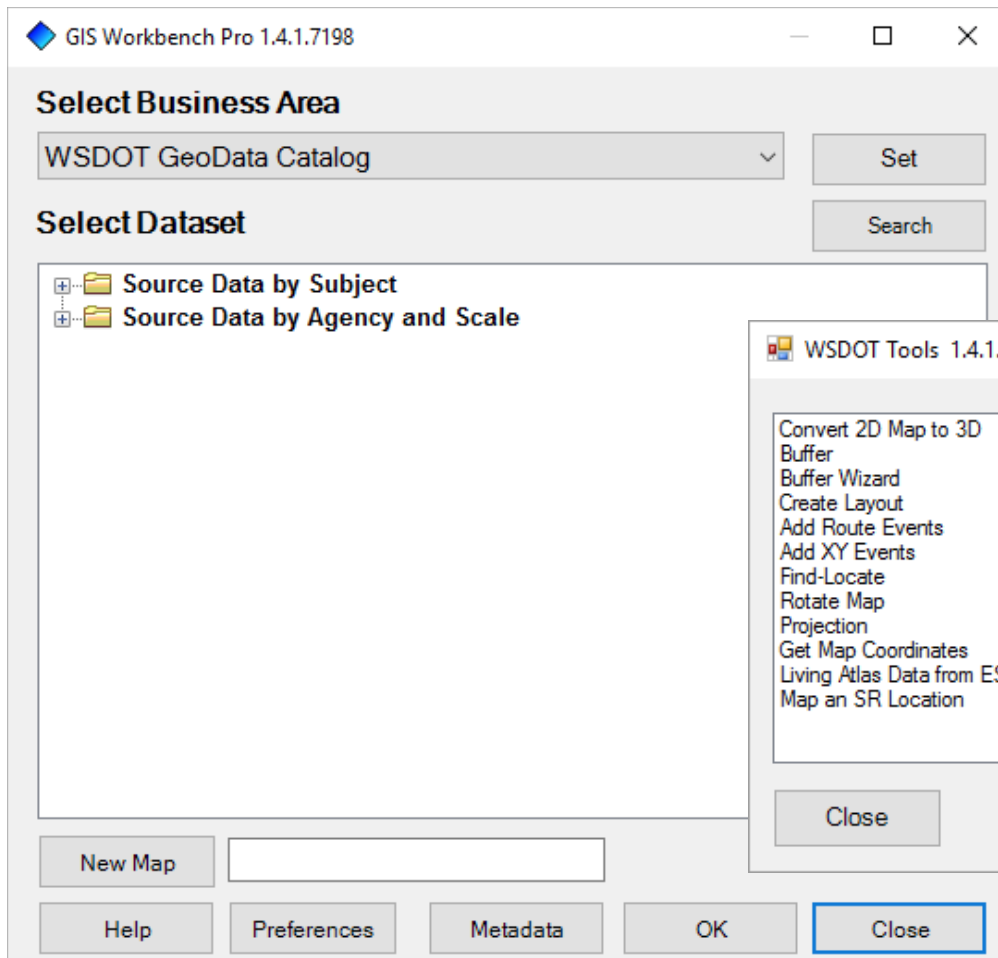 GIS Workbench Pro 1.4.1.7198
Select Business Area
WSDOT GeoData Catalog
Set
Select Dataset
Search
Source Data by Subject
Source Data by Agency and Scale
WSDOT Tools 1.4.1.
Convert 2D Map to 3D
Buffer
Buffer Wizard
Create Layout
Add Route Events
Add XY Events
Find-Locate
Rotate Map
Projection
Get Map Coordinates
Living Atlas Data from
Map an SR Location
Close
New Map
Help
Preferences
Metadata
OK
Close